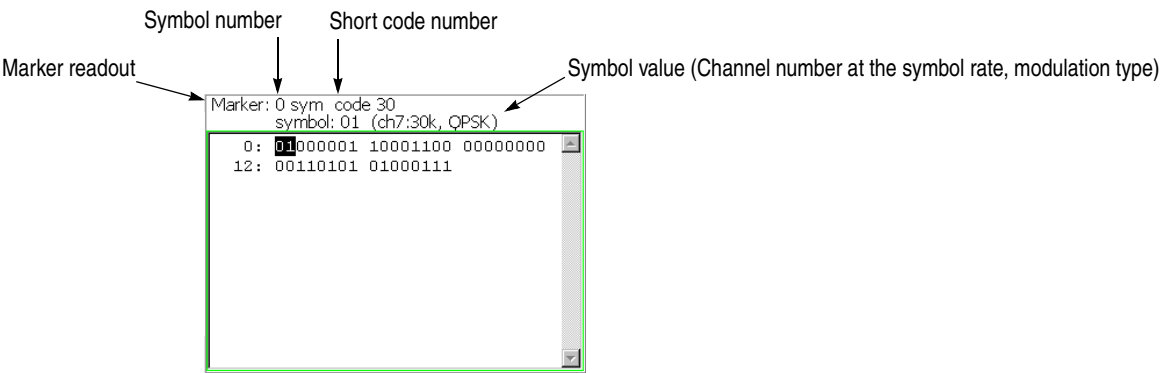 Symbol number
Short code number
Marker readout
Symbol value (Channel number at the symbol rate, modulation type)
Marker: 0 sym code 30
symbol: 01 (ch7:30k, QPSK)
0: 01000001 10001100 00000000
12: 00110101 01000111